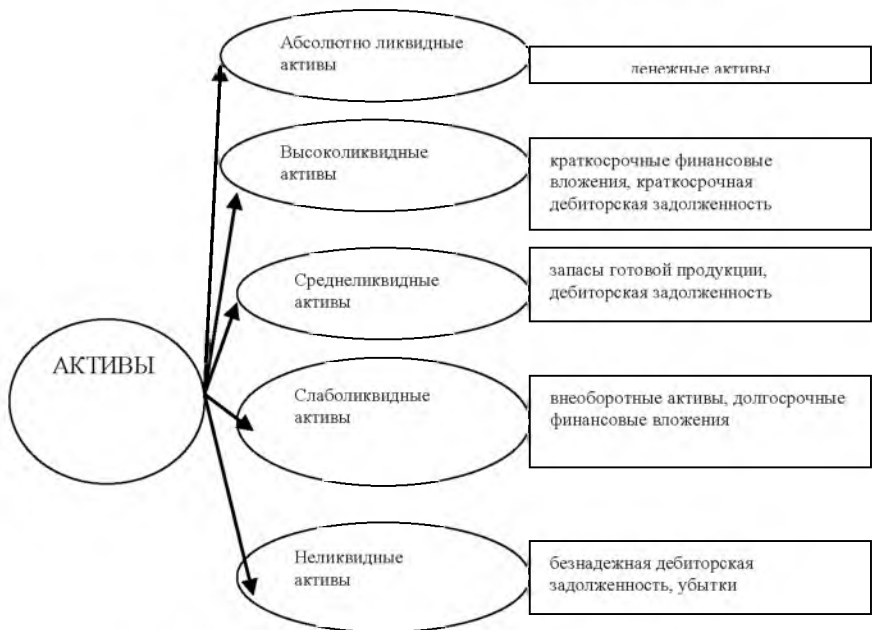 АКТИВЫ
Абсолютно ликвидные
активы
денежные активы
Высоколиквидные
активы
краткосрочные финансовые
вложения, краткосрочная
дебиторская задолженность
Среднеликвидные
активы
запасы готовой продукции,
дебиторская задолженность
Слаболиквидные
активы
внеоборотные активы, долгосрочные
финансовые вложения
Неликвидные
активы
безнадежная дебиторская
задолженность, убытки